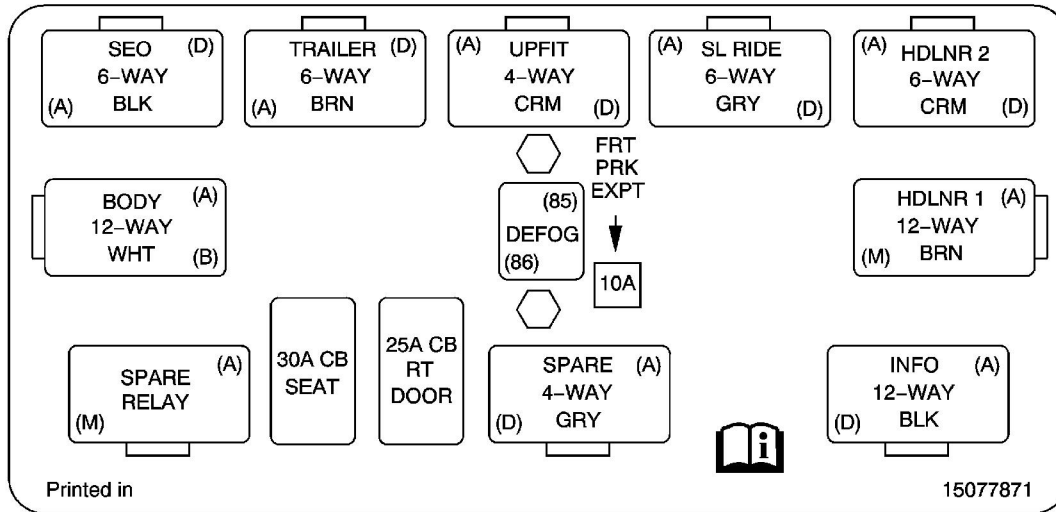 SEO (D)
6-WAY
(A) BLK
TRAILER (D)
6-WAY
(A) BRN
(A) UPFIT
4-WAY
CRM (D)
(A) SL RIDE
6-WAY
GRY (D)
(A) HDLNR 2
6-WAY
CRM (D)
BODY (A)
12-WAY
WHT (B)
(85)
DEFOG
(86)
FRT
PRK
EXPT
10A
HDLNR 1 (A)
12-WAY
(M) BRN
SPARE (A)
RELAY
(M)
30A CB
SEAT
25A CB
RT
DOOR
SPARE (A)
4-WAY
(D) GRY
i
INFO (A)
12-WAY
(D) BLK
Printed in
15077871